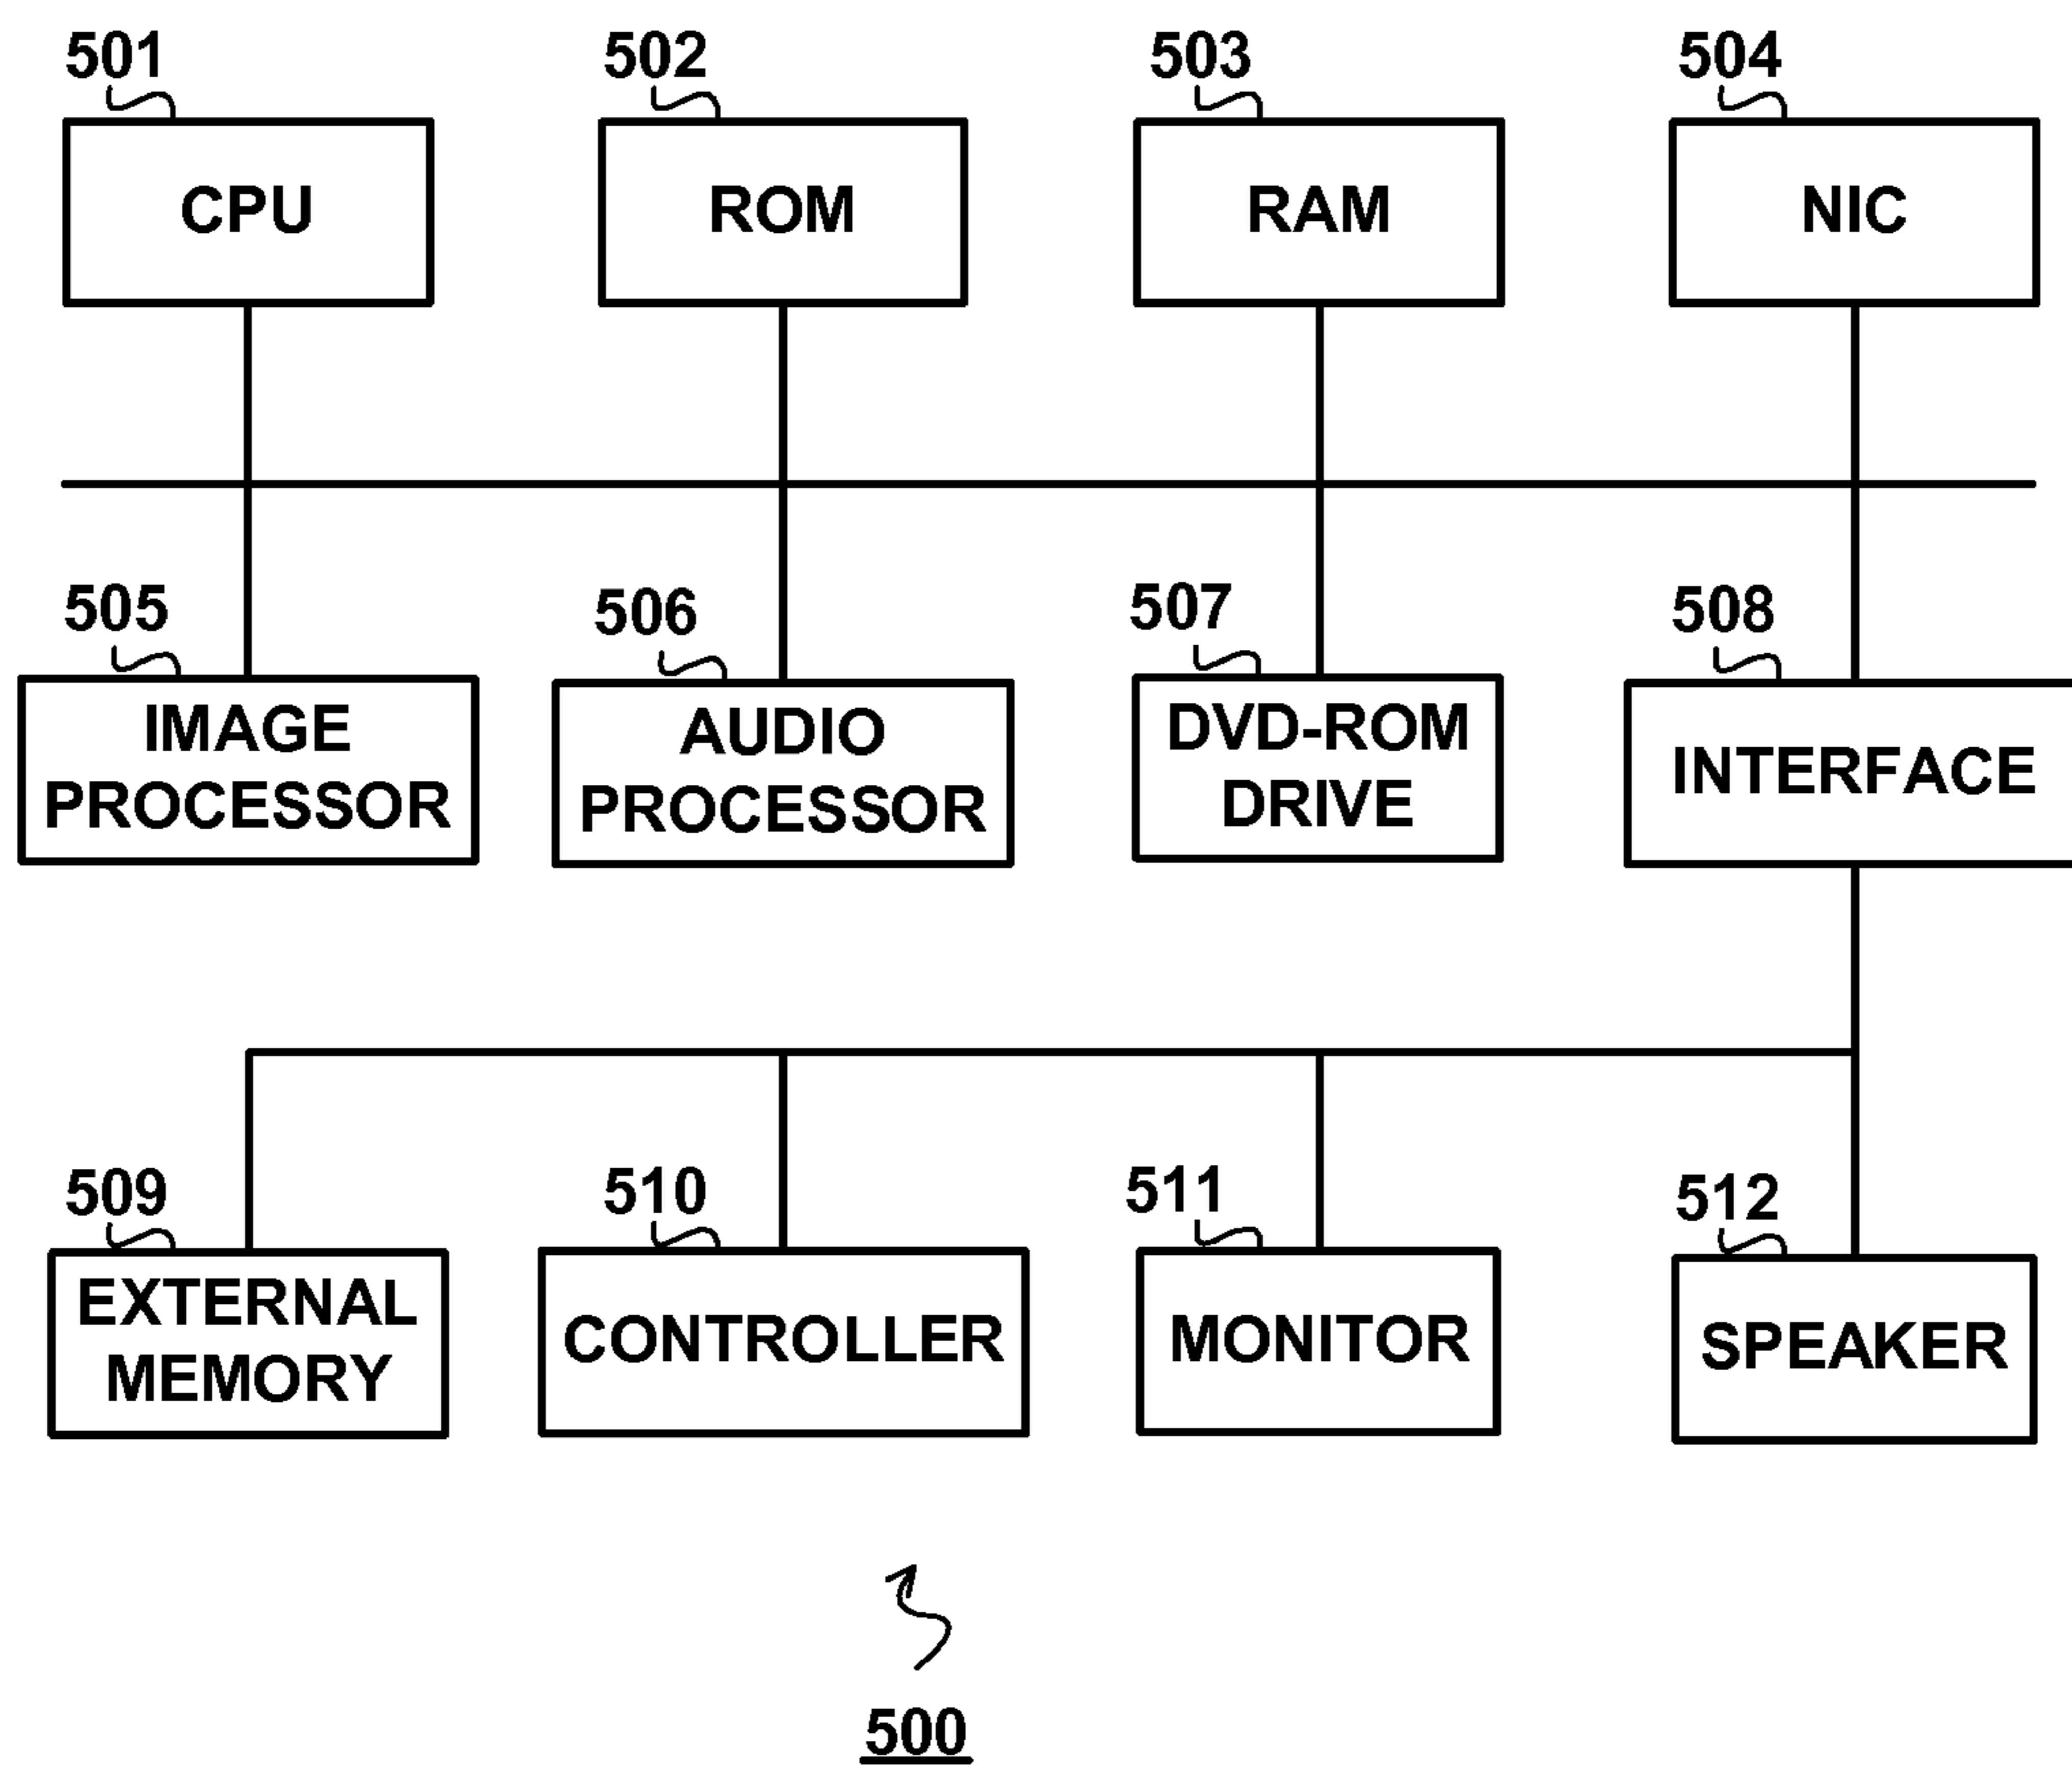 501
502
503
504
CPU
ROM
RAM
NIC
505
506
507
508
IMAGE
PROCESSOR
AUDIO
PROCESSOR
DVD-ROM
DRIVE
INTERFACE
509
510
511
512
EXTERNAL
MEMORY
CONTROLLER
MONITOR
SPEAKER
500